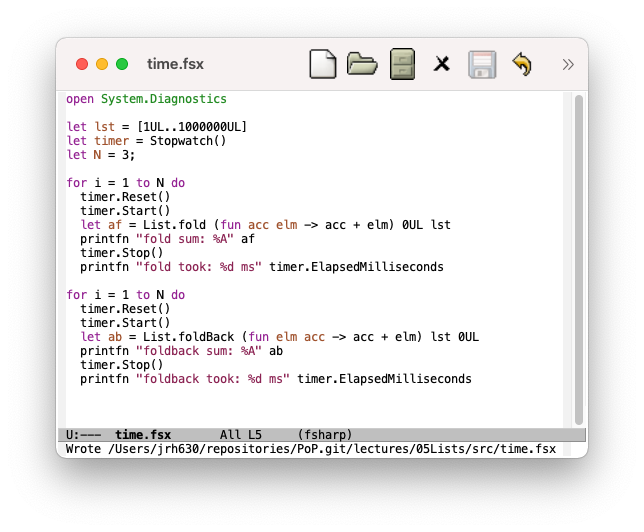 time.fsx
open System.Diagnostics
let lst = [1UL..1000000UL]
let timer = Stopwatch()
let N = 3;
for i = 1 to N do
  timer.Reset()
  timer.Start()
  let af = List.fold (fun acc elm -> acc + elm) 0UL lst
  printfn "fold sum: %A" af
  timer.Stop()
  printfn "fold took: %d ms" timer.ElapsedMilliseconds
for i = 1 to N do
  timer.Reset()
  timer.Start()
  let ab = List.foldBack (fun elm acc -> acc + elm) lst 0UL
  printfn "foldback sum: %A" ab
  timer.Stop()
  printfn "foldback took: %d ms" timer.ElapsedMilliseconds
U:---  time.fsx       All L5     (fsharp)
Wrote /Users/jrh630/repositories/PoP.git/lectures/05Lists/src/time.fsx